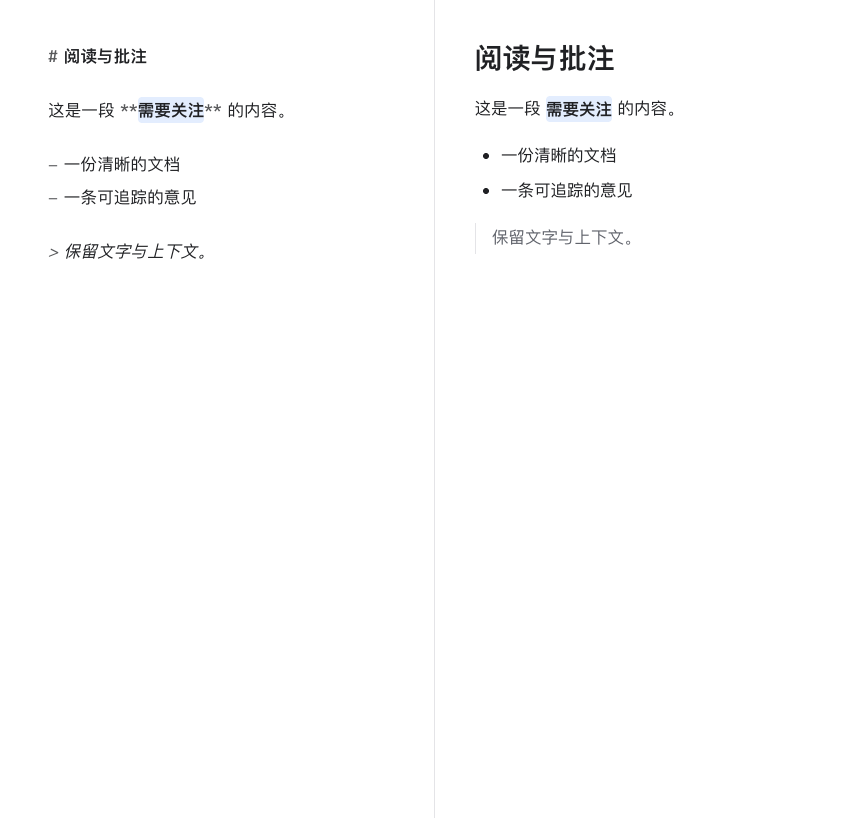 # 阅读与批注
这是一段 **需要关注** 的内容。
– 一份清晰的文档
– 一条可追踪的意见
> 保留文字与上下文。
阅读与批注
这是一段 需要关注 的内容。
• 一份清晰的文档
• 一条可追踪的意见
保留文字与上下文。